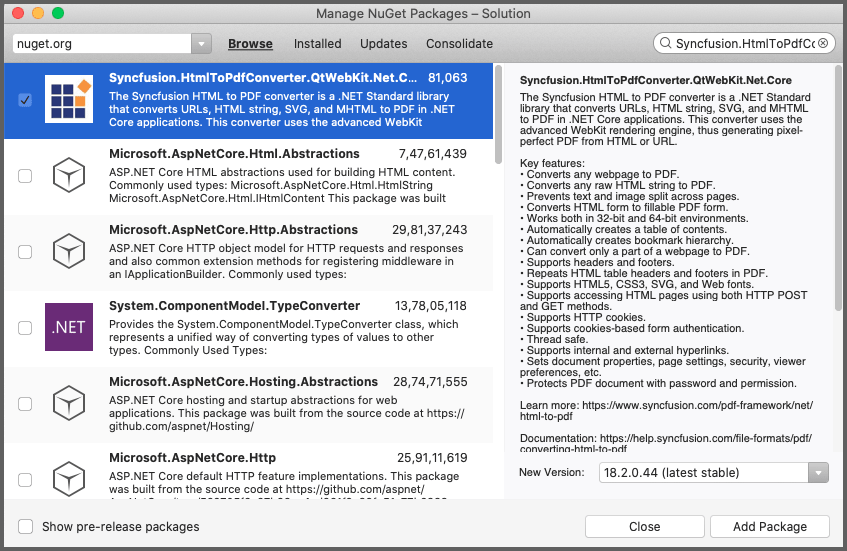 Manage NuGet Packages – Solution
nuget.org
Browse
Installed
Updates
Consolidate
Syncfusion.HtmlToPdfCo
Syncfusion.HtmlToPdfConverter.QtWebKit.Net.C... 81,063
The Syncfusion HTML to PDF converter is a .NET Standard
library that converts URLs, HTML string, SVG, and MHTML to PDF in .NET
Core applications. This converter uses the advanced WebKit
Microsoft.AspNetCore.Html.Abstractions 7,47,61,439
ASP.NET Core HTML abstractions used for building HTML content.
Commonly used types: Microsoft.AspNetCore.Html.HtmlString
Microsoft.AspNetCore.Html.IHtmlContent This package was built
Microsoft.AspNetCore.Http.Abstractions 29,81,37,243
ASP.NET Core HTTP object model for HTTP requests and responses
and also common extension methods for registering middleware in
an IApplicationBuilder. Commonly used types:
.NET
System.ComponentModel.TypeConverter 13,78,05,118
Provides the System.ComponentModel.TypeConverter class, which
represents a unified way of converting types of values to other
types. Commonly Used Types:
Microsoft.AspNetCore.Hosting.Abstractions 28,74,71,555
ASP.NET Core hosting and startup abstractions for web
applications. This package was built from the source code at https://
github.com/aspnet/Hosting/
Microsoft.AspNetCore.Http 25,91,11,619
ASP.NET Core default HTTP feature implementations. This package
was built from the source code at https://github.com/aspnet/
Syncfusion.HtmlToPdfConverter.QtWebKit.Net.Core
The Syncfusion HTML to PDF converter is a .NET Standard
library that converts URLs, HTML string, SVG, and MHTML
to PDF in .NET Core applications. This converter uses the
advanced WebKit rendering engine, thus generating pixel-
perfect PDF from HTML or URL.
Key features:
• Converts any webpage to PDF.
• Converts any raw HTML string to PDF.
• Prevents text and image split across pages.
• Converts HTML form to fillable PDF form.
• Works both in 32-bit and 64-bit environments.
• Automatically creates a table of contents.
• Automatically creates bookmark hierarchy.
• Can convert only a part of a webpage to PDF.
• Supports headers and footers.
• Repeats HTML table headers and footers in PDF.
• Supports HTML5, CSS3, SVG, and Web fonts.
• Supports accessing HTML pages using both HTTP POST
and GET methods.
• Supports HTTP cookies.
• Supports cookies-based form authentication.
• Thread safe.
• Supports internal and external hyperlinks.
• Sets document properties, page settings, security, viewer
preferences, etc.
• Protects PDF document with password and permission.
Learn more: https://www.syncfusion.com/pdf-framework/net/
html-to-pdf
Documentation: https://help.syncfusion.com/file-formats/pdf/
converting-html-to-pdf
New Version:
18.2.0.44 (latest stable)
Show pre-release packages
Close
Add Package